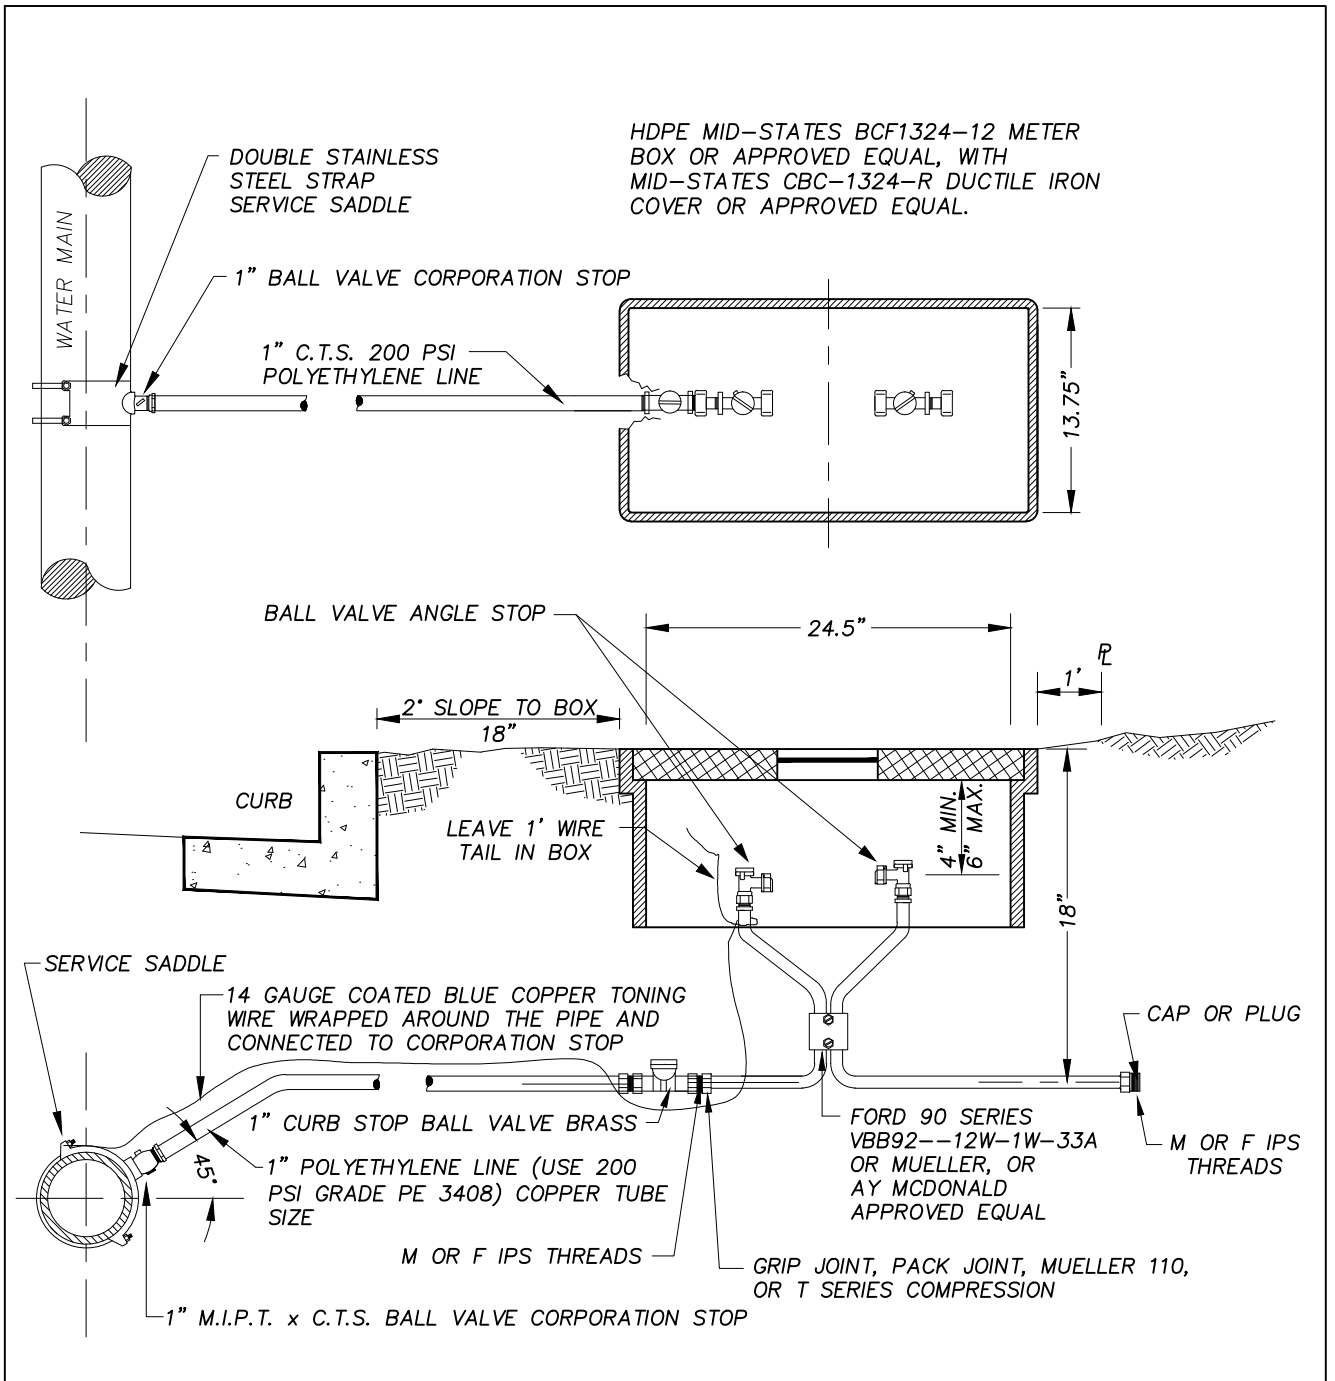 DOUBLE STAINLESS
STEEL STRAP
SERVICE SADDLE
HDPE MID-STATES BCF1324-12 METER
BOX OR APPROVED EQUAL, WITH
MID-STATES CBC-1324-R DUCTILE IRON
COVER OR APPROVED EQUAL.
WATER MAIN
1" BALL VALVE CORPORATION STOP
1" C.T.S. 200 PSI
POLYETHYLENE LINE
13.75"
BALL VALVE ANGLE STOP
24.5"
PL
1'
2° SLOPE TO BOX
18"
CURB
LEAVE 1' WIRE
TAIL IN BOX
4" MIN.
6" MAX.
18"
SERVICE SADDLE
14 GAUGE COATED BLUE COPPER TONING
WIRE WRAPPED AROUND THE PIPE AND
CONNECTED TO CORPORATION STOP
CAP OR PLUG
1" CURB STOP BALL VALVE BRASS
FORD 90 SERIES
VBB92--12W-1W-33A
OR MUELLER, OR
AY MCDONALD
APPROVED EQUAL
M OR F IPS
THREADS
45°
1" POLYETHYLENE LINE (USE 200
PSI GRADE PE 3408) COPPER TUBE
SIZE
M OR F IPS THREADS
GRIP JOINT, PACK JOINT, MUELLER 110,
OR T SERIES COMPRESSION
1" M.I.P.T. x C.T.S. BALL VALVE CORPORATION STOP